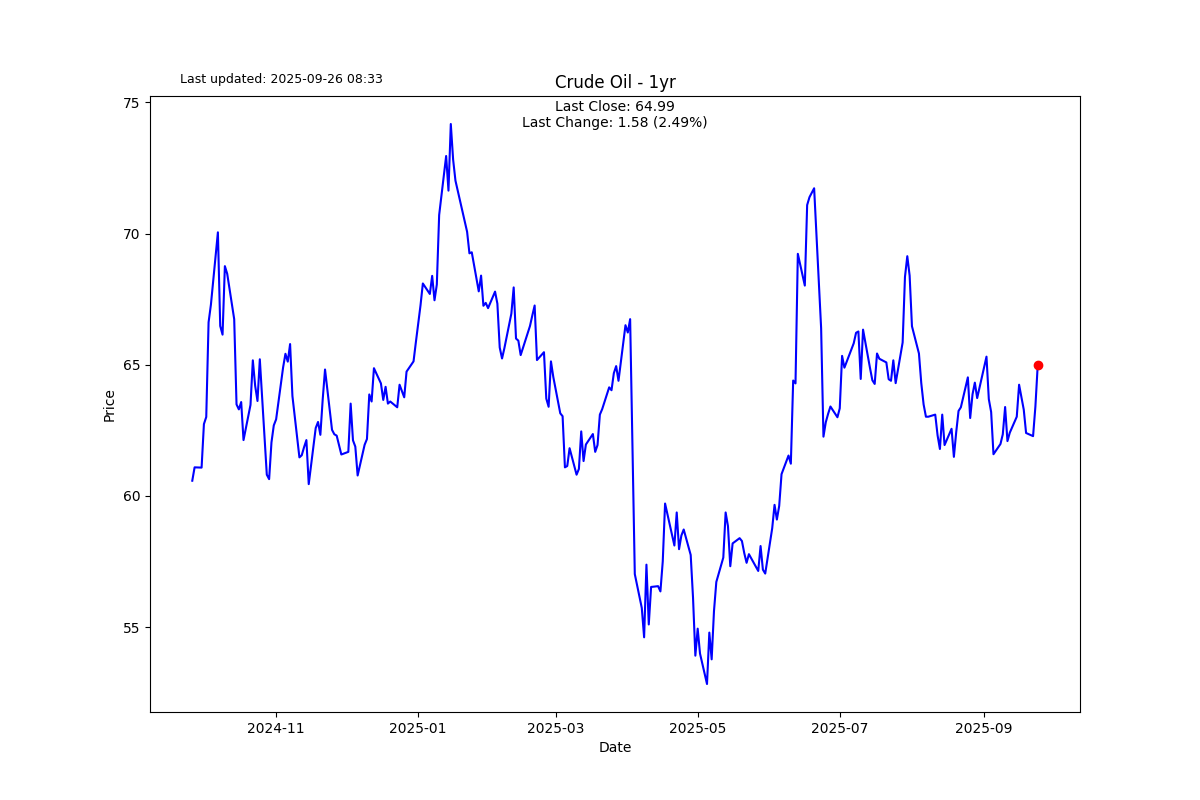 Last updated: 2025-09-26 08:33
Crude Oil - 1yr
Last Close: 64.99
Last Change: 1.58 (2.49%)
75
70
65
60
55
Price
2024-11
2025-01
2025-03
2025-05
2025-07
2025-09
Date